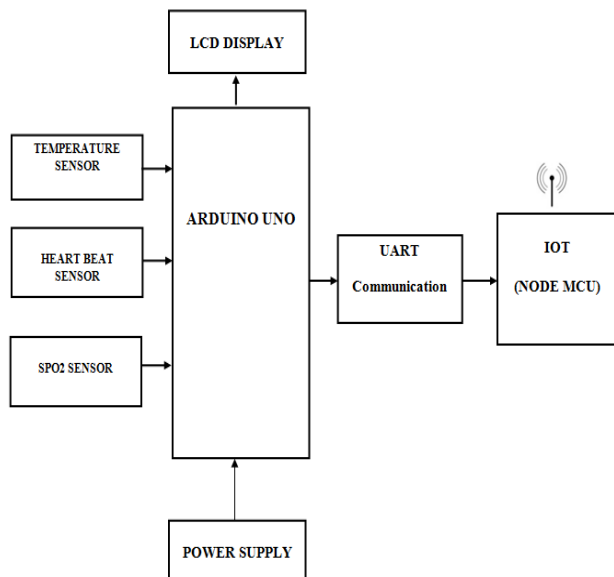 LCD DISPLAY
TEMPERATURE
SENSOR
HEART BEAT
SENSOR
SPO2 SENSOR
ARDUINO UNO
UART
Communication
IOT
(NODE MCU)
POWER SUPPLY